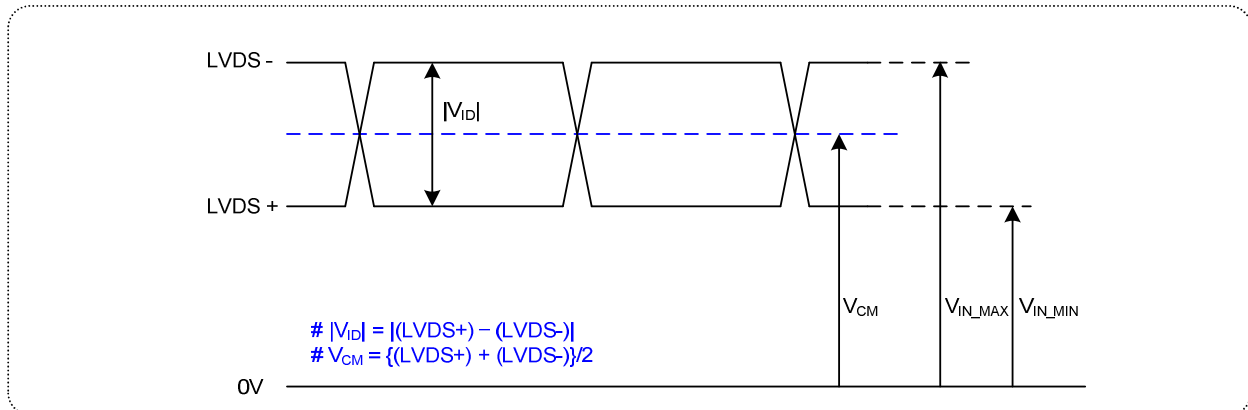 LVDS -
|VID|
LVDS +
VCM
VIN_MAX
VIN_MIN
# |VID| = |(LVDS+) – (LVDS-)|
# VCM = {(LVDS+) + (LVDS-)}/2
0V